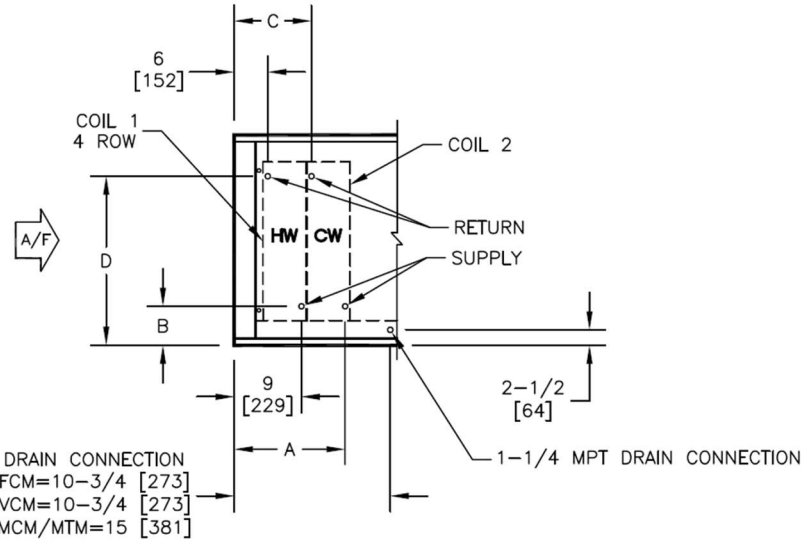 C
6
[152]
COIL 1
4 ROW
COIL 2
A/F
D
HW
CW
RETURN
SUPPLY
B
9
[229]
2-1/2
[64]
A
1-1/4 MPT DRAIN CONNECTION
DRAIN CONNECTION
FCM=10-3/4 [273]
VCM=10-3/4 [273]
MCM/MTM=15 [381]